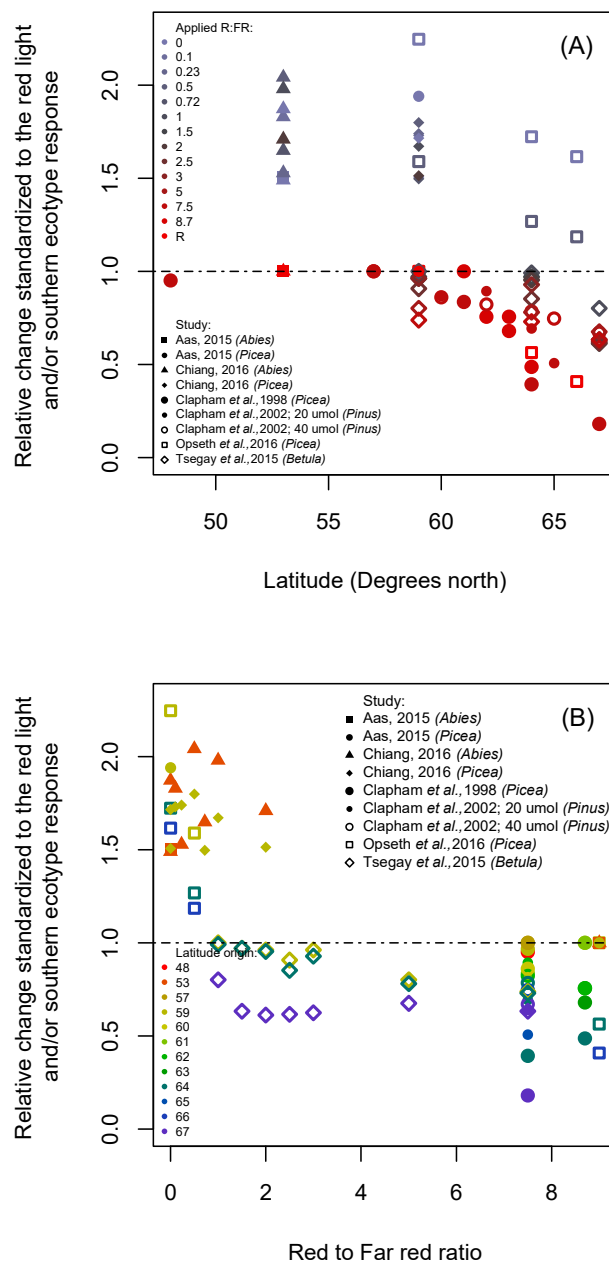 (A)
Applied R:FR:
0
0.1
0.23
0.5
0.72
1
1.5
2
2.5
3
5
7.5
8.7
R
Study:
Aas, 2015 (Abies)
Aas, 2015 (Picea)
Chiang, 2016 (Abies)
Chiang, 2016 (Picea)
Clapham et al.,1998 (Picea)
Clapham et al.,2002; 20 umol (Pinus)
Clapham et al.,2002; 40 umol (Pinus)
Opseth et al.,2016 (Picea)
Tsegay et al.,2015 (Betula)
Relative change standardized to the red light
and/or southern ecotype response
2.0
1.5
1.0
0.5
0.0
50 55 60 65
Latitude (Degrees north)
(B)
Study:
Aas, 2015 (Abies)
Aas, 2015 (Picea)
Chiang, 2016 (Abies)
Chiang, 2016 (Picea)
Clapham et al.,1998 (Picea)
Clapham et al.,2002; 20 umol (Pinus)
Clapham et al.,2002; 40 umol (Pinus)
Opseth et al.,2016 (Picea)
Tsegay et al.,2015 (Betula)
Latitude origin:
48
53
57
59
60
61
62
63
64
65
66
67
Relative change standardized to the red light
and/or southern ecotype response
2.0
1.5
1.0
0.5
0.0
0 2 4 6 8
Red to Far red ratio